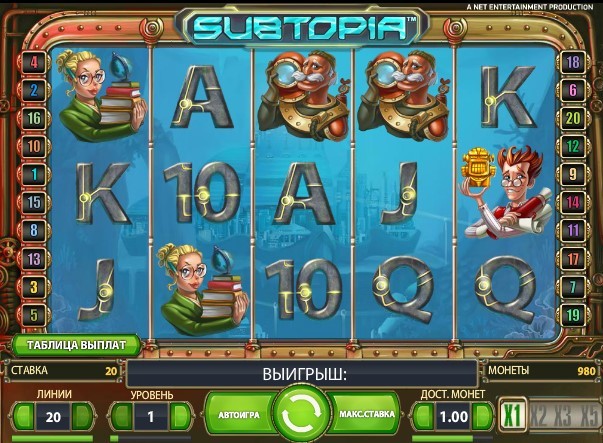 A NET ENTERTAINMENT PRODUCTION
SUBTOPIA™
4 A K 18
2 6
16 20
10 12
1 K 10 A J 9
15 14
8 11
13 17
3 J 10 Q Q 7
5 19
ТАБЛИЦА ВЫПЛАТ
СТАВКА 20 ВЫИГРЫШ: МОНЕТЫ 980
ЛИНИИ УРОВЕНЬ ДОСТ. МОНЕТ
20 1 АВТОИГРА МАКС.СТАВКА 1.00 X1 X2 X3 X5